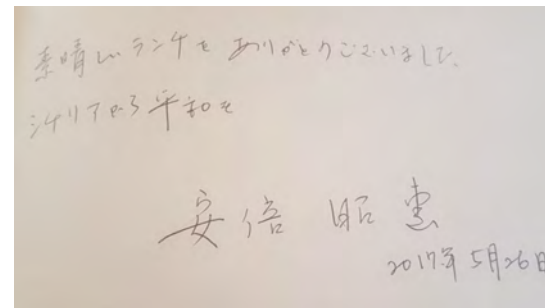 素晴しいランチをありがとうございました。
シチリアから平和を
安倍 昭恵
2017年5月26日